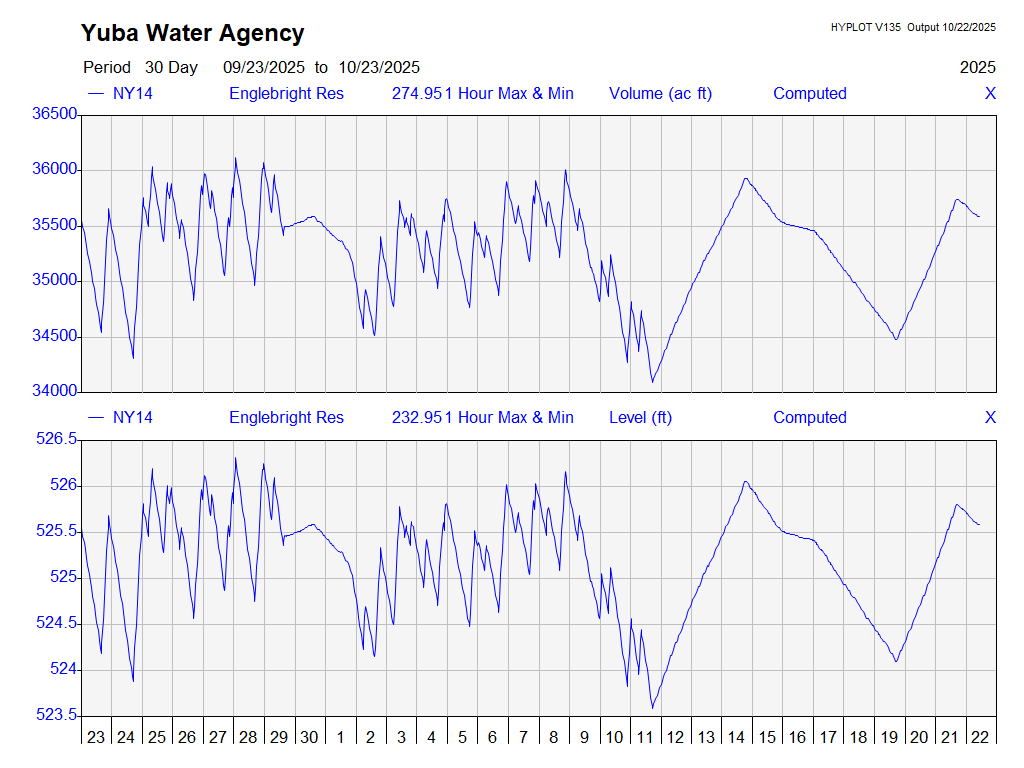 Yuba Water Agency
HYPLOT V135 Output 10/22/2025
Period 30 Day 09/23/2025 to 10/23/2025 2025
NY14 Englebright Res 274.951 Hour Max & Min Volume (ac ft) Computed X
36500
36000
35500
35000
34500
34000
NY14 Englebright Res 232.951 Hour Max & Min Level (ft) Computed X
526.5
526
525.5
525
524.5
524
523.5
23 24 25 26 27 28 29 30 1 2 3 4 5 6 7 8 9 10 11 12 13 14 15 16 17 18 19 20 21 22